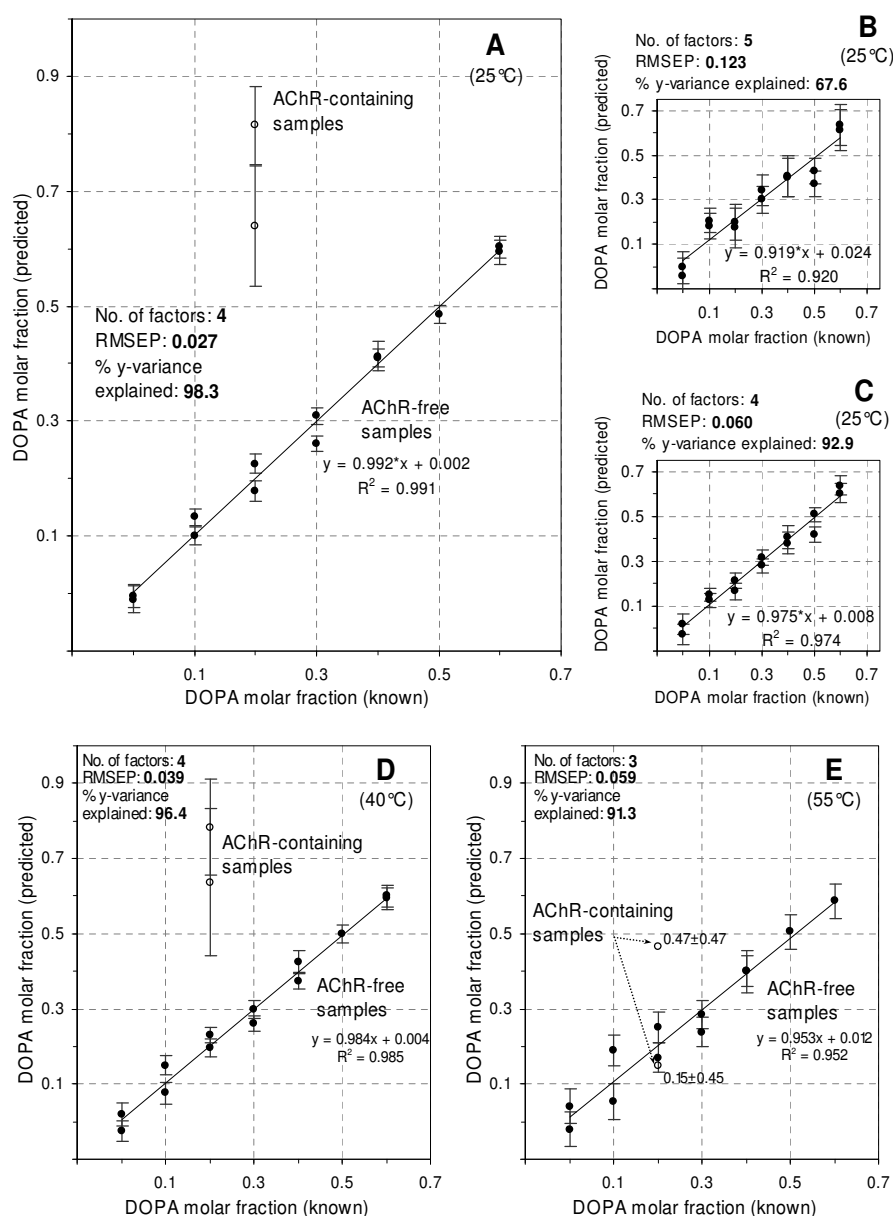 A
(25°C)
0.9
0.7
0.5
0.3
0.1
DOPA molar fraction (predicted)
AChR-containing
samples
No. of factors: 4
RMSEP: 0.027
% y-variance
explained: 98.3
AChR-free
samples
y = 0.992*x + 0.002
R² = 0.991
0.1 0.3 0.5 0.7
DOPA molar fraction (known)
B
(25°C)
No. of factors: 5
RMSEP: 0.123
% y-variance explained: 67.6
0.7
0.5
0.3
0.1
DOPA molar fraction (predicted)
y = 0.919*x + 0.024
R² = 0.920
0.1 0.3 0.5 0.7
DOPA molar fraction (known)
C
(25°C)
No. of factors: 4
RMSEP: 0.060
% y-variance explained: 92.9
0.7
0.5
0.3
0.1
DOPA molar fraction (predicted)
y = 0.975*x + 0.008
R² = 0.974
0.1 0.3 0.5 0.7
DOPA molar fraction (known)
D
(40°C)
No. of factors: 4
RMSEP: 0.039
% y-variance
explained: 96.4
0.9
0.7
0.5
0.3
0.1
DOPA molar fraction (predicted)
AChR-containing
samples
AChR-free
samples
y = 0.984x + 0.004
R² = 0.985
0.1 0.3 0.5 0.7
DOPA molar fraction (known)
E
(55°C)
No. of factors: 3
RMSEP: 0.059
% y-variance
explained: 91.3
0.9
0.7
0.5
0.3
0.1
DOPA molar fraction (predicted)
AChR-containing
samples
0.47±0.47
AChR-free
samples
y = 0.953x + 0.012
R² = 0.952
0.15±0.45
0.1 0.3 0.5 0.7
DOPA molar fraction (known)